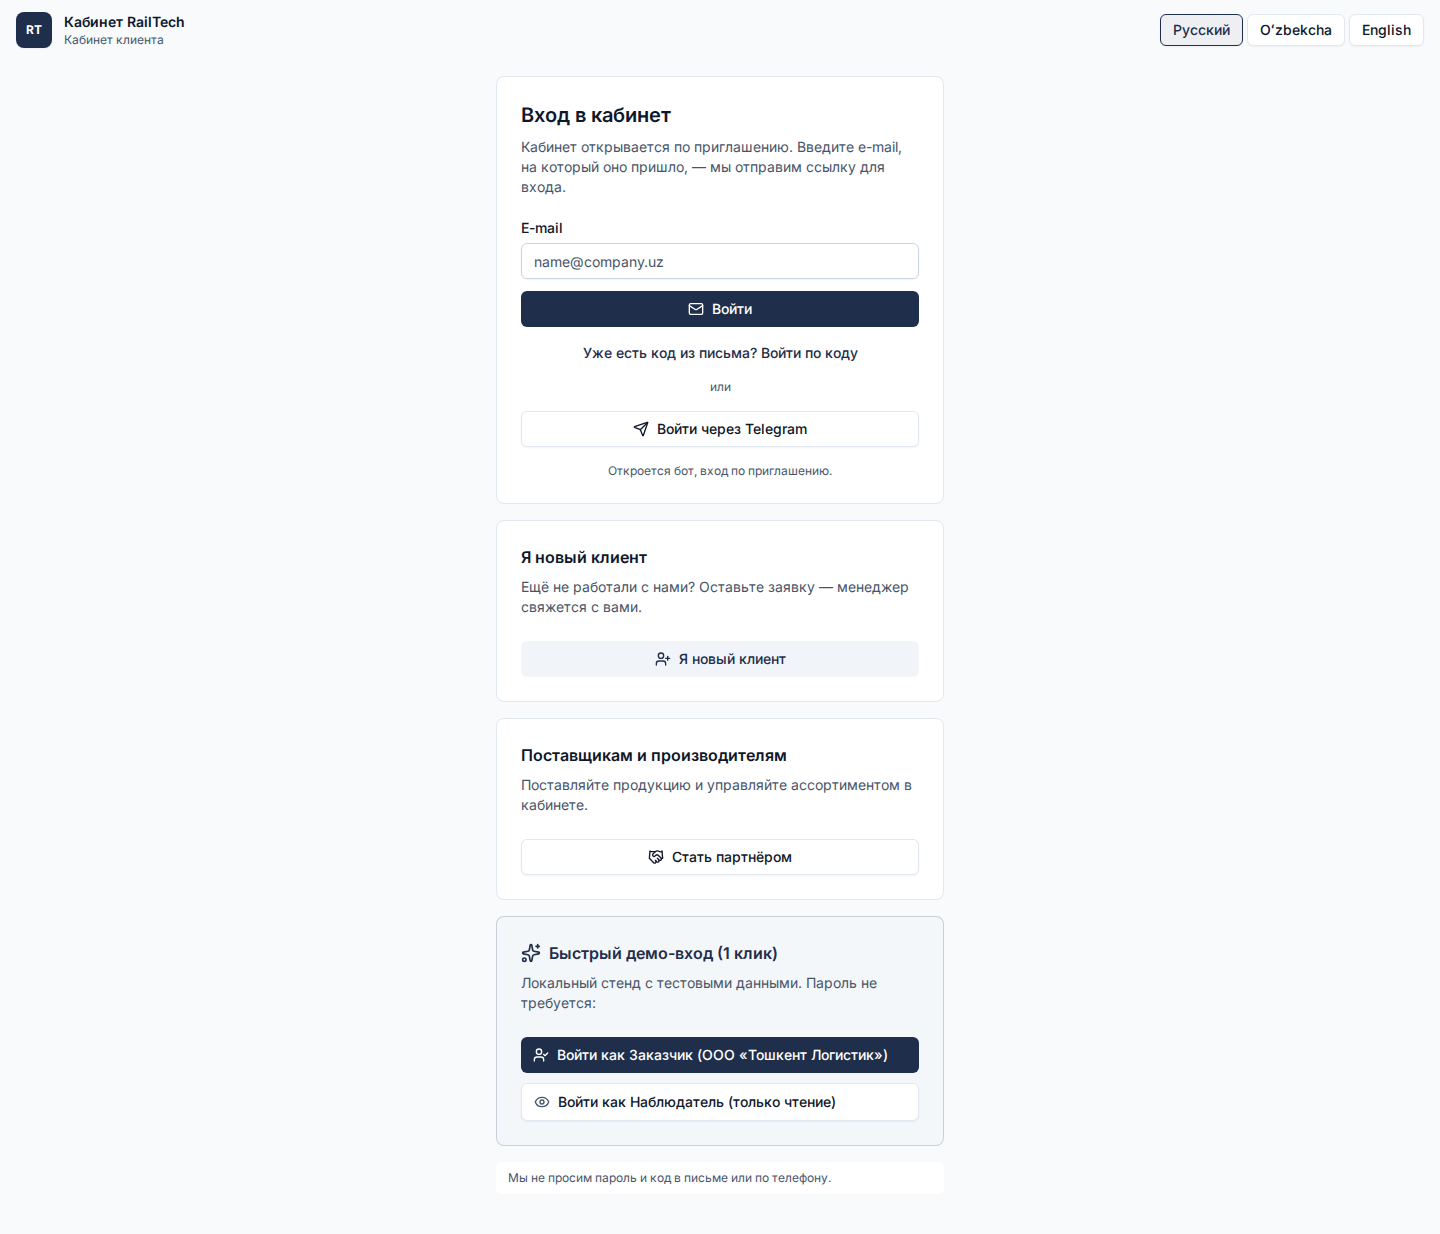 RT
Кабинет RailTech
Кабинет клиента
Русский
Oʻzbekcha
English
Вход в кабинет
Кабинет открывается по приглашению. Введите e-mail,
на который оно пришло, — мы отправим ссылку для
входа.
E-mail
name@company.uz
Войти
Уже есть код из письма? Войти по коду
или
Войти через Telegram
Откроется бот, вход по приглашению.
Я новый клиент
Ещё не работали с нами? Оставьте заявку — менеджер
свяжется с вами.
Я новый клиент
Поставщикам и производителям
Поставляйте продукцию и управляйте ассортиментом в
кабинете.
Стать партнёром
Быстрый демо-вход (1 клик)
Локальный стенд с тестовыми данными. Пароль не
требуется:
Войти как Заказчик (ООО «Тошкент Логистик»)
Войти как Наблюдатель (только чтение)
Мы не просим пароль и код в письме или по телефону.